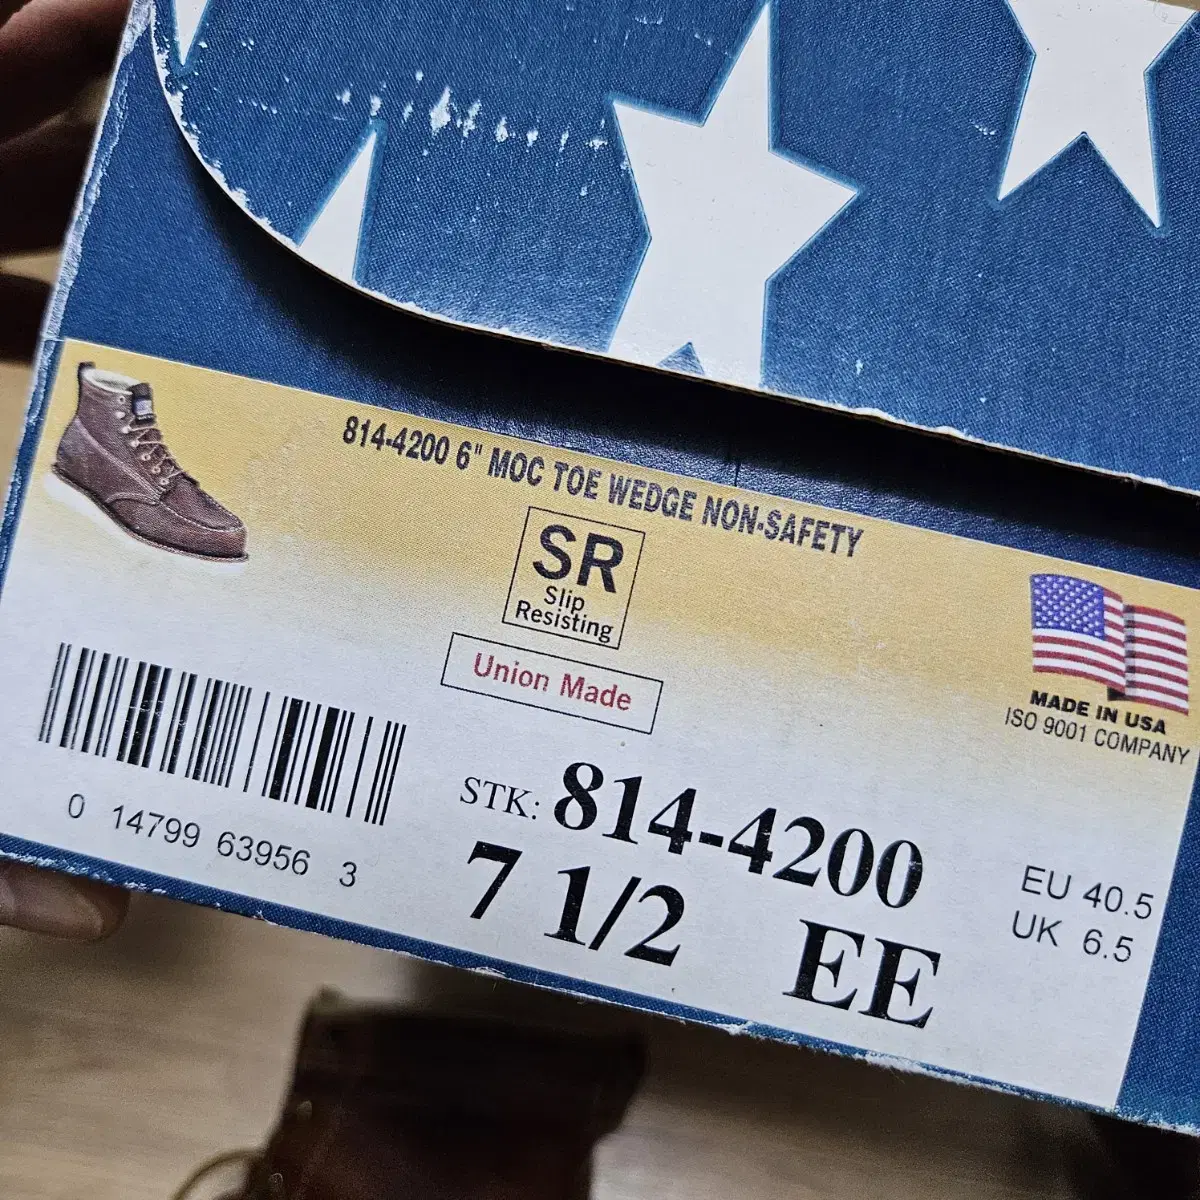 814-4200 6" MOC TOE WEDGE NON-SAFETY
SR
Slip
Resisting
Union Made
MADE IN USA
ISO 9001 COMPANY
0 14799 63956 3
STK: 814-4200
7 1/2 EE
EU 40.5
UK 6.5